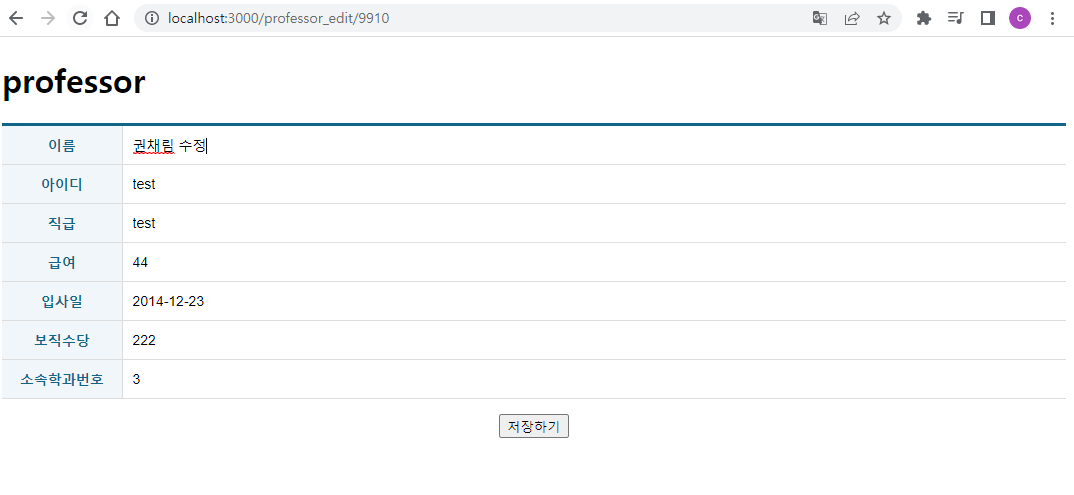 localhost:3000/professor_edit/9910
c
professor
이름 권채림 수정
아이디 test
직급 test
급여 44
입사일 2014-12-23
보직수당 222
소속학과번호 3
저장하기